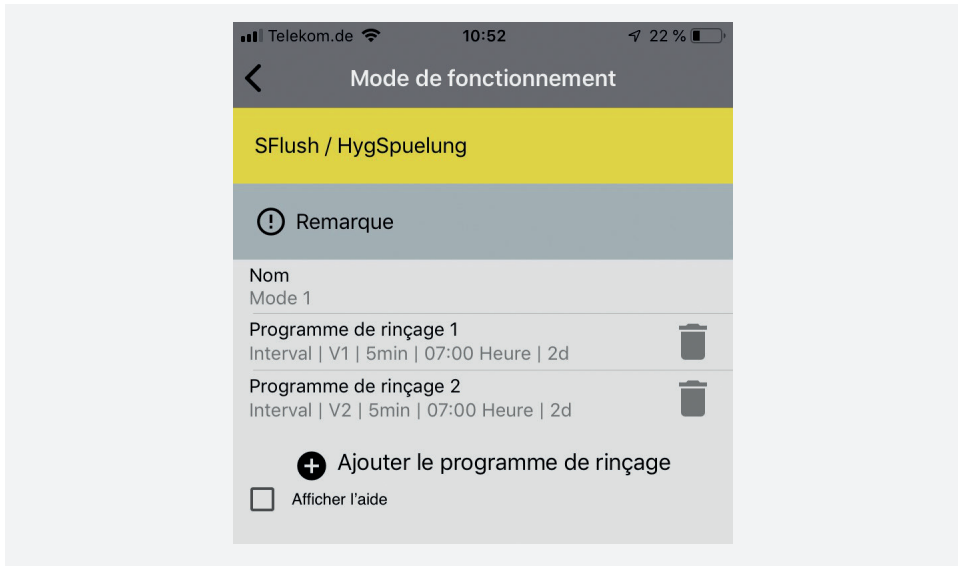 Telekom.de 10:52 22 %
Mode de fonctionnement
SFlush / HygSpuelung
Remarque
Nom
Mode 1
Programme de rinçage 1
Interval | V1 | 5min | 07:00 Heure | 2d
Programme de rinçage 2
Interval | V2 | 5min | 07:00 Heure | 2d
Ajouter le programme de rinçage
Afficher l'aide